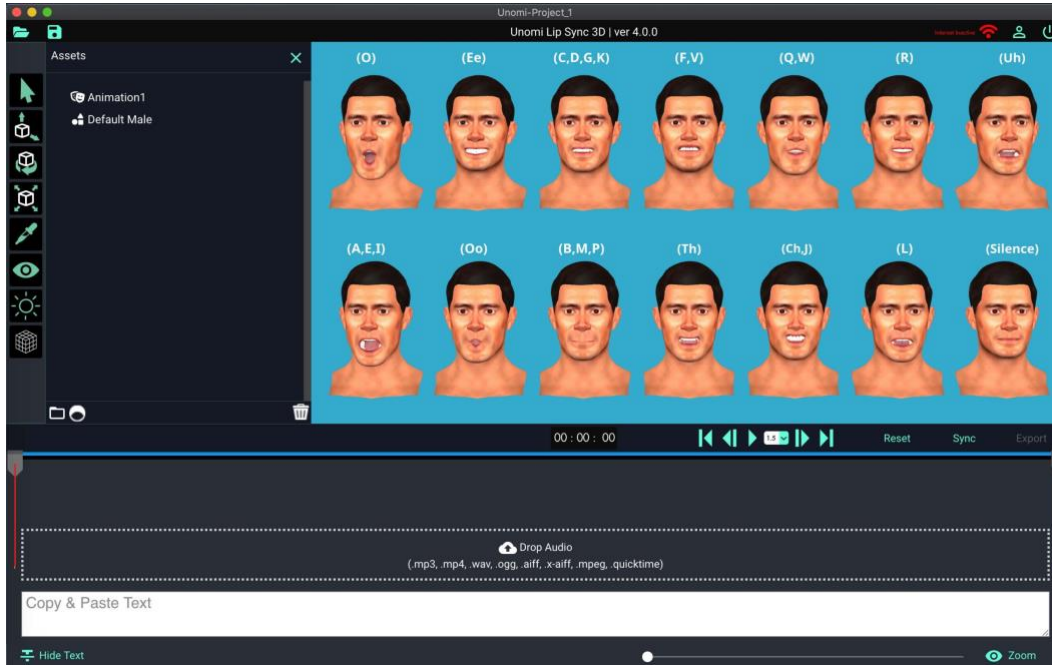 Unomi-Project_1
Unomi Lip Sync 3D | ver 4.0.0
Internet Inactive
Assets
Animation1
Default Male
(O) (Ee) (C,D,G,K) (F,V) (Q,W) (R) (Uh)
(A,E,I) (Oo) (B,M,P) (Th) (Ch,J) (L) (Silence)
00 : 00 : 00 1.5 Reset Sync Export
Drop Audio
(.mp3, .mp4, .wav, .ogg, .aiff, .x-aiff, .mpeg, .quicktime)
Copy & Paste Text
Hide Text Zoom